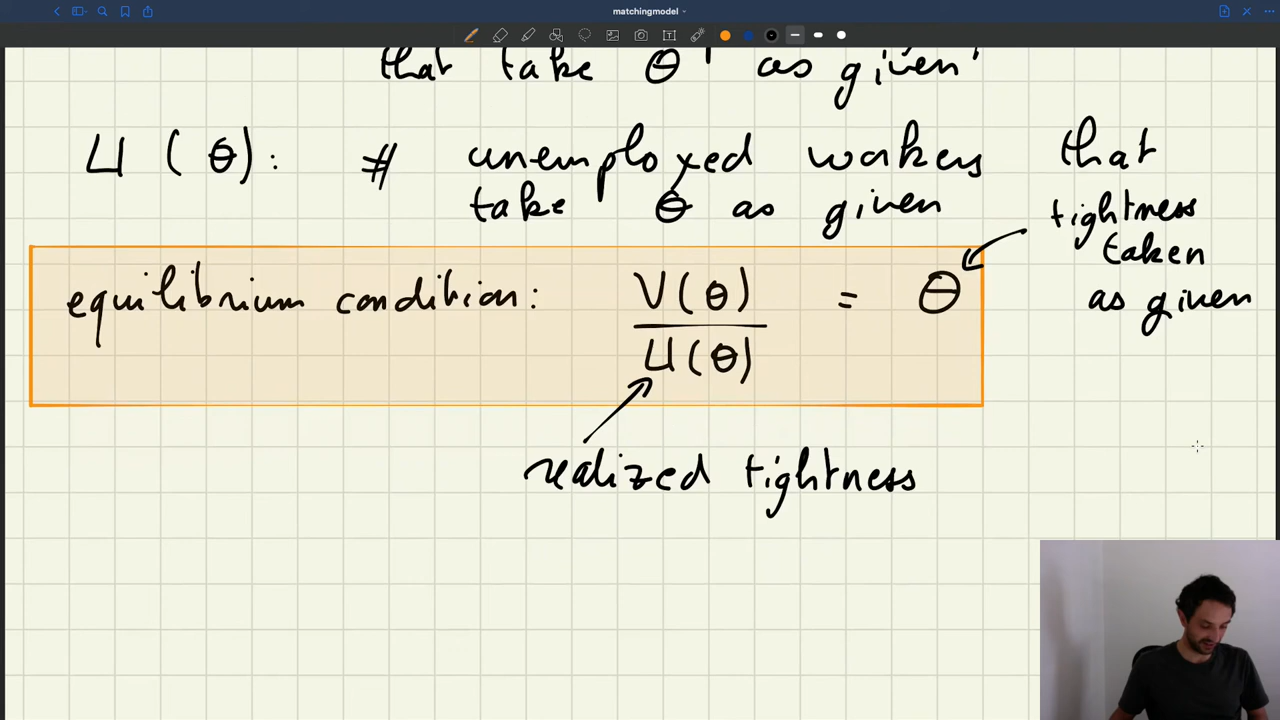 matchingmodel
that take θ as given
U (θ): # unemployed workers that
take θ as given
tightness
taken
as given
equilibrium condition: V(θ) / U(θ) = θ
realized tightness